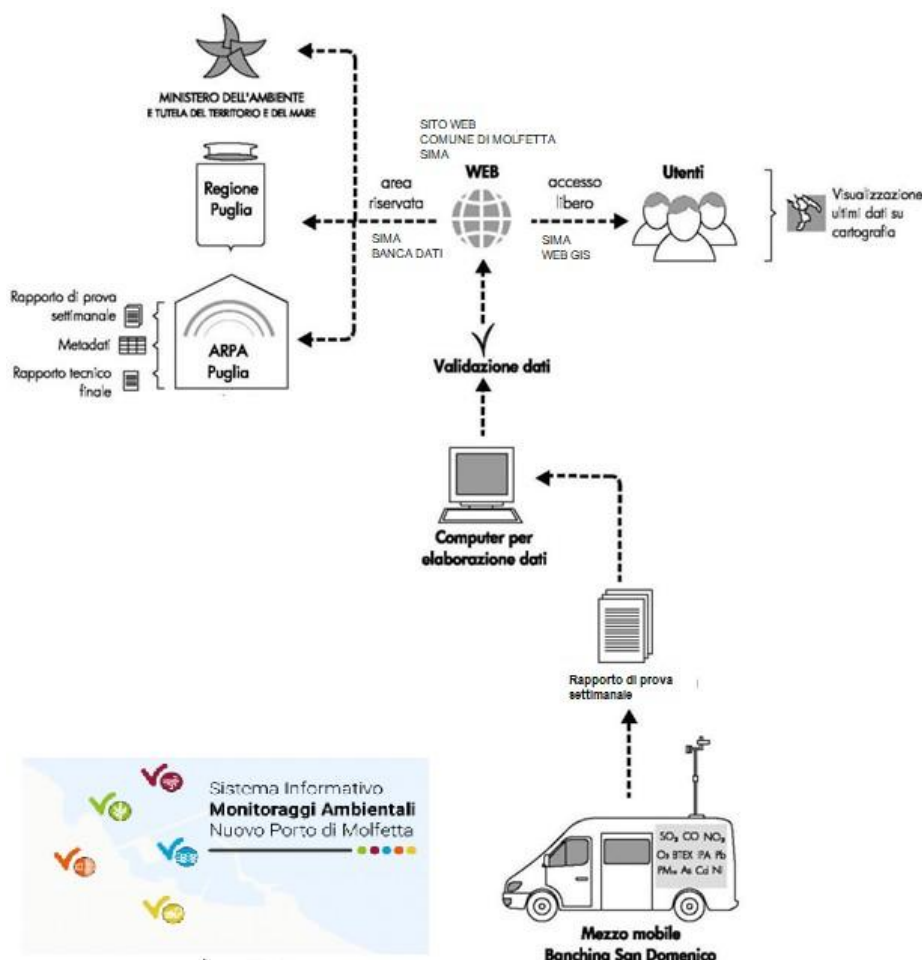 MINISTERO DELL'AMBIENTE
E TUTELA DEL TERRITORIO E DEL MARE
SITO WEB
COMUNE DI MOLFETTA
SIMA
WEB
Regione
Puglia
area
riservata
SIMA
BANCA DATI
accesso
libero
SIMA
WEB GIS
Utenti
Visualizzazione
ultimi dati su
cartografia
Rapporto di prova
settimanale
Metadati
Rapporto tecnico
finale
ARPA
Puglia
Validazione dati
Computer per
elaborazione dati
Rapporto di prova
settimanale
Sistema Informativo
Monitoraggi Ambientali
Nuovo Porto di Molfetta
SO₂ CO NO₂
O₃ BTEX IPA Pb
PM₁₀ As Cd Ni
Mezzo mobile
Banchina San Domenico